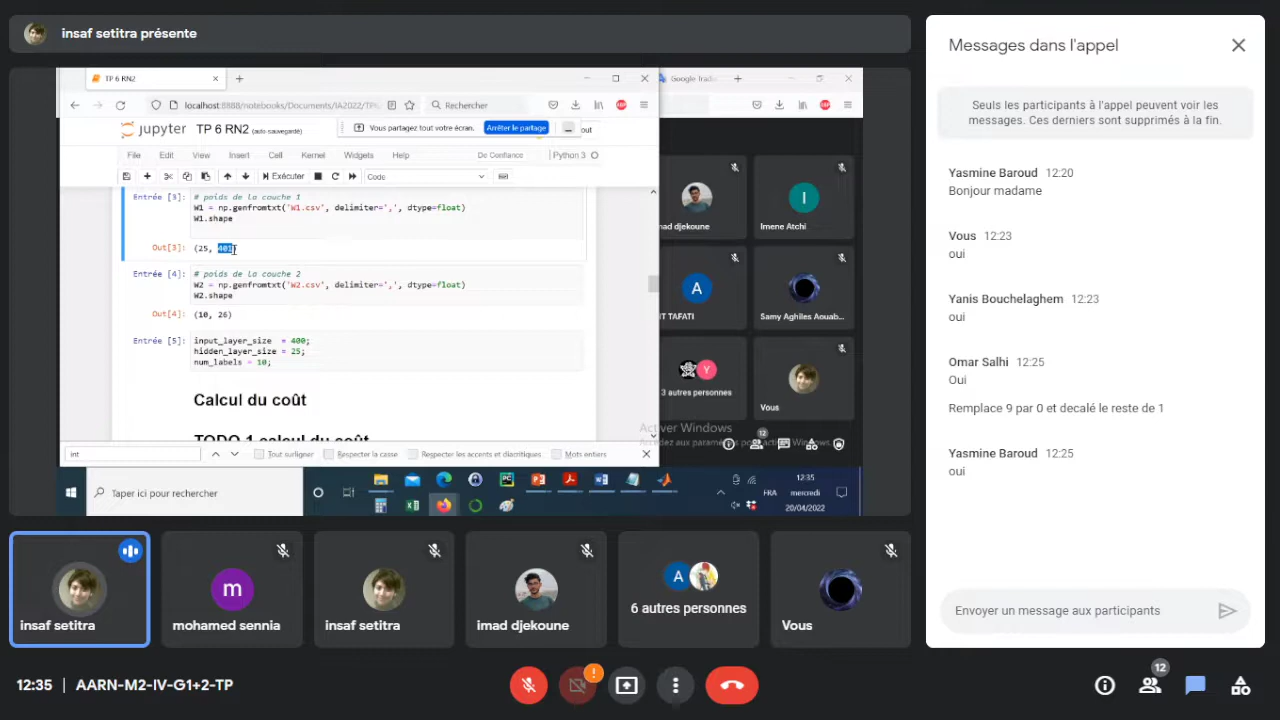 insaf setitra présente
TP 6 RN2
Google Tradu
localhost:8888/notebooks/Documents/IA2022/TP
Rechercher
jupyter TP 6 RN2 (auto-sauvegardé)
Vous partagez tout votre écran. Arrêter le partage
out
File Edit View Insert Cell Kernel Widgets Help
De Confiance Python 3
Exécuter Code
Entrée [3]: # poids de la couche 1
W1 = np.genfromtxt('W1.csv', delimiter=',', dtype=float)
W1.shape
Out[3]: (25, 401)
Entrée [4]: # poids de la couche 2
W2 = np.genfromtxt('W2.csv', delimiter=',', dtype=float)
W2.shape
Out[4]: (10, 26)
Entrée [5]: input_layer_size = 400;
hidden_layer_size = 25;
num_labels = 10;
Calcul du coût
TODO 1 calcul du coût
int
Tout surligner Respecter la casse Respecter les accents et diacritiques Mots entiers
mad djekoune
I
Imene Atchi
A
IT TAFATI
Samy Aghiles Aouab...
Y
3 autres personnes
Vous
Activer Windows
12
Taper ici pour rechercher
FRA
12:35
mercredi
20/04/2022
insaf setitra
m
mohamed sennia
insaf setitra
imad djekoune
A
6 autres personnes
Vous
12:35 | AARN-M2-IV-G1+2-TP
!
12
Messages dans l'appel
Seuls les participants à l'appel peuvent voir les
messages. Ces derniers sont supprimés à la fin.
Yasmine Baroud 12:20
Bonjour madame
Vous 12:23
oui
Yanis Bouchelaghem 12:23
oui
Omar Salhi 12:25
Oui
Remplace 9 par 0 et decalé le reste de 1
Yasmine Baroud 12:25
oui
Envoyer un message aux participants